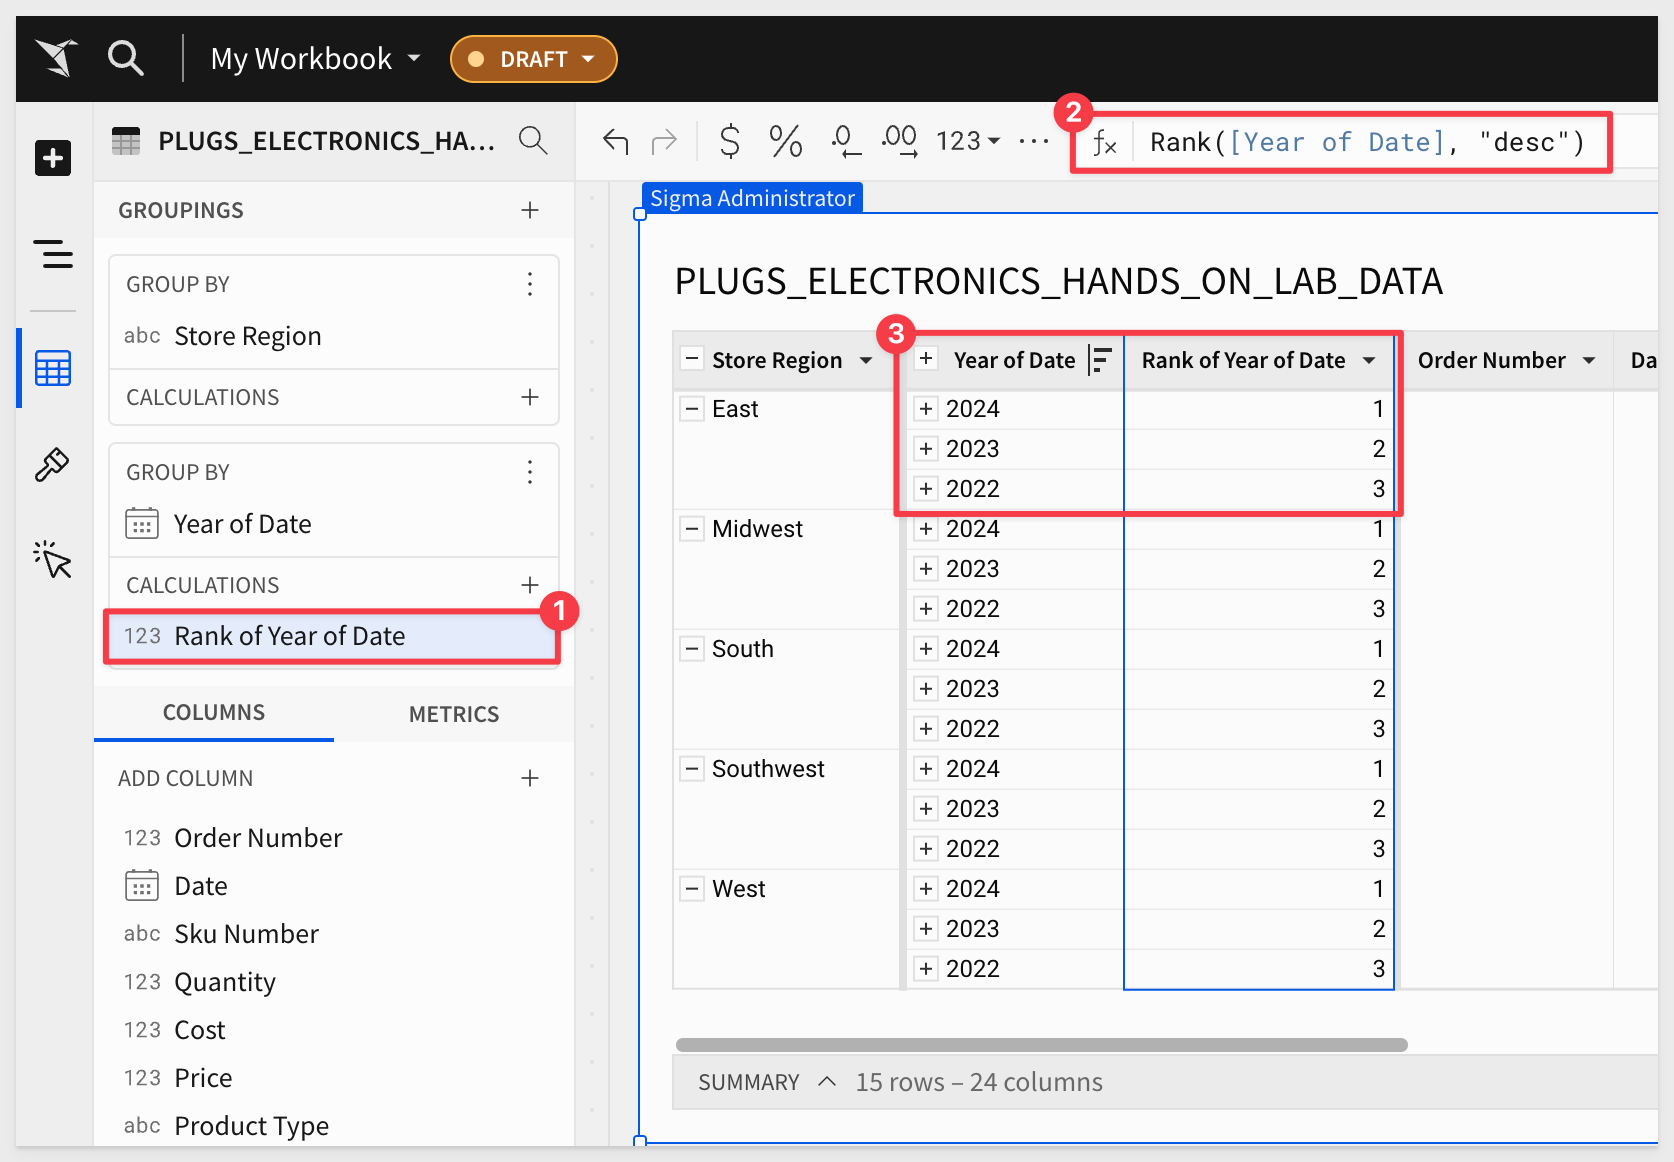 My Workbook
DRAFT
PLUGS_ELECTRONICS_HA...
$ % .0 .00 123 ...
2
fx Rank([Year of Date], "desc")
GROUPINGS
GROUP BY
abc Store Region
CALCULATIONS
GROUP BY
Year of Date
CALCULATIONS
1
123 Rank of Year of Date
COLUMNS METRICS
ADD COLUMN
123 Order Number
Date
abc Sku Number
123 Quantity
123 Cost
123 Price
abc Product Type
Sigma Administrator
PLUGS_ELECTRONICS_HANDS_ON_LAB_DATA
3
Store Region Year of Date Rank of Year of Date Order Number Da
East 2024 1
2023 2
2022 3
Midwest 2024 1
2023 2
2022 3
South 2024 1
2023 2
2022 3
Southwest 2024 1
2023 2
2022 3
West 2024 1
2023 2
2022 3
SUMMARY 15 rows – 24 columns